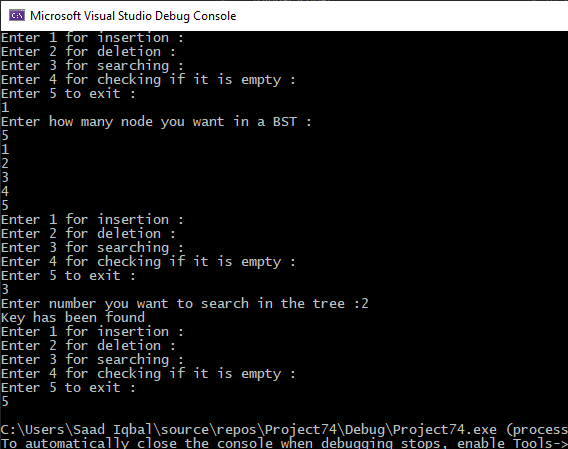 Microsoft Visual Studio Debug Console
Enter 1 for insertion :
Enter 2 for deletion :
Enter 3 for searching :
Enter 4 for checking if it is empty :
Enter 5 to exit :
1
Enter how many node you want in a BST :
5
1
2
3
4
5
Enter 1 for insertion :
Enter 2 for deletion :
Enter 3 for searching :
Enter 4 for checking if it is empty :
Enter 5 to exit :
3
Enter number you want to search in the tree :2
Key has been found
Enter 1 for insertion :
Enter 2 for deletion :
Enter 3 for searching :
Enter 4 for checking if it is empty :
Enter 5 to exit :
5
C:\Users\Saad Iqbal\source\repos\Project74\Debug\Project74.exe (process
To automatically close the console when debugging stops, enable Tools->